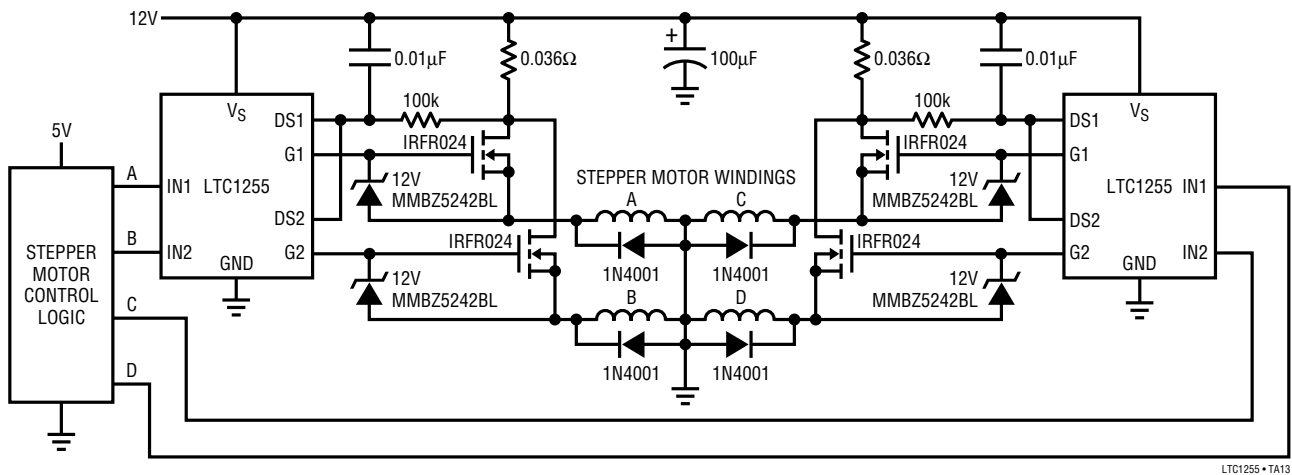 12V
0.01µF
0.036Ω
+
100µF
0.036Ω
0.01µF
VS
DS1
G1
LTC1255
DS2
G2
GND
IN1
IN2
100k
IRFR024
12V
MMBZ5242BL
IRFR024
12V
MMBZ5242BL
5V
STEPPER
MOTOR
CONTROL
LOGIC
A
B
C
D
STEPPER MOTOR WINDINGS
A
C
1N4001
1N4001
B
D
1N4001
1N4001
100k
IRFR024
12V
MMBZ5242BL
IRFR024
12V
MMBZ5242BL
VS
DS1
G1
LTC1255
IN1
DS2
IN2
G2
GND
LTC1255 • TA13